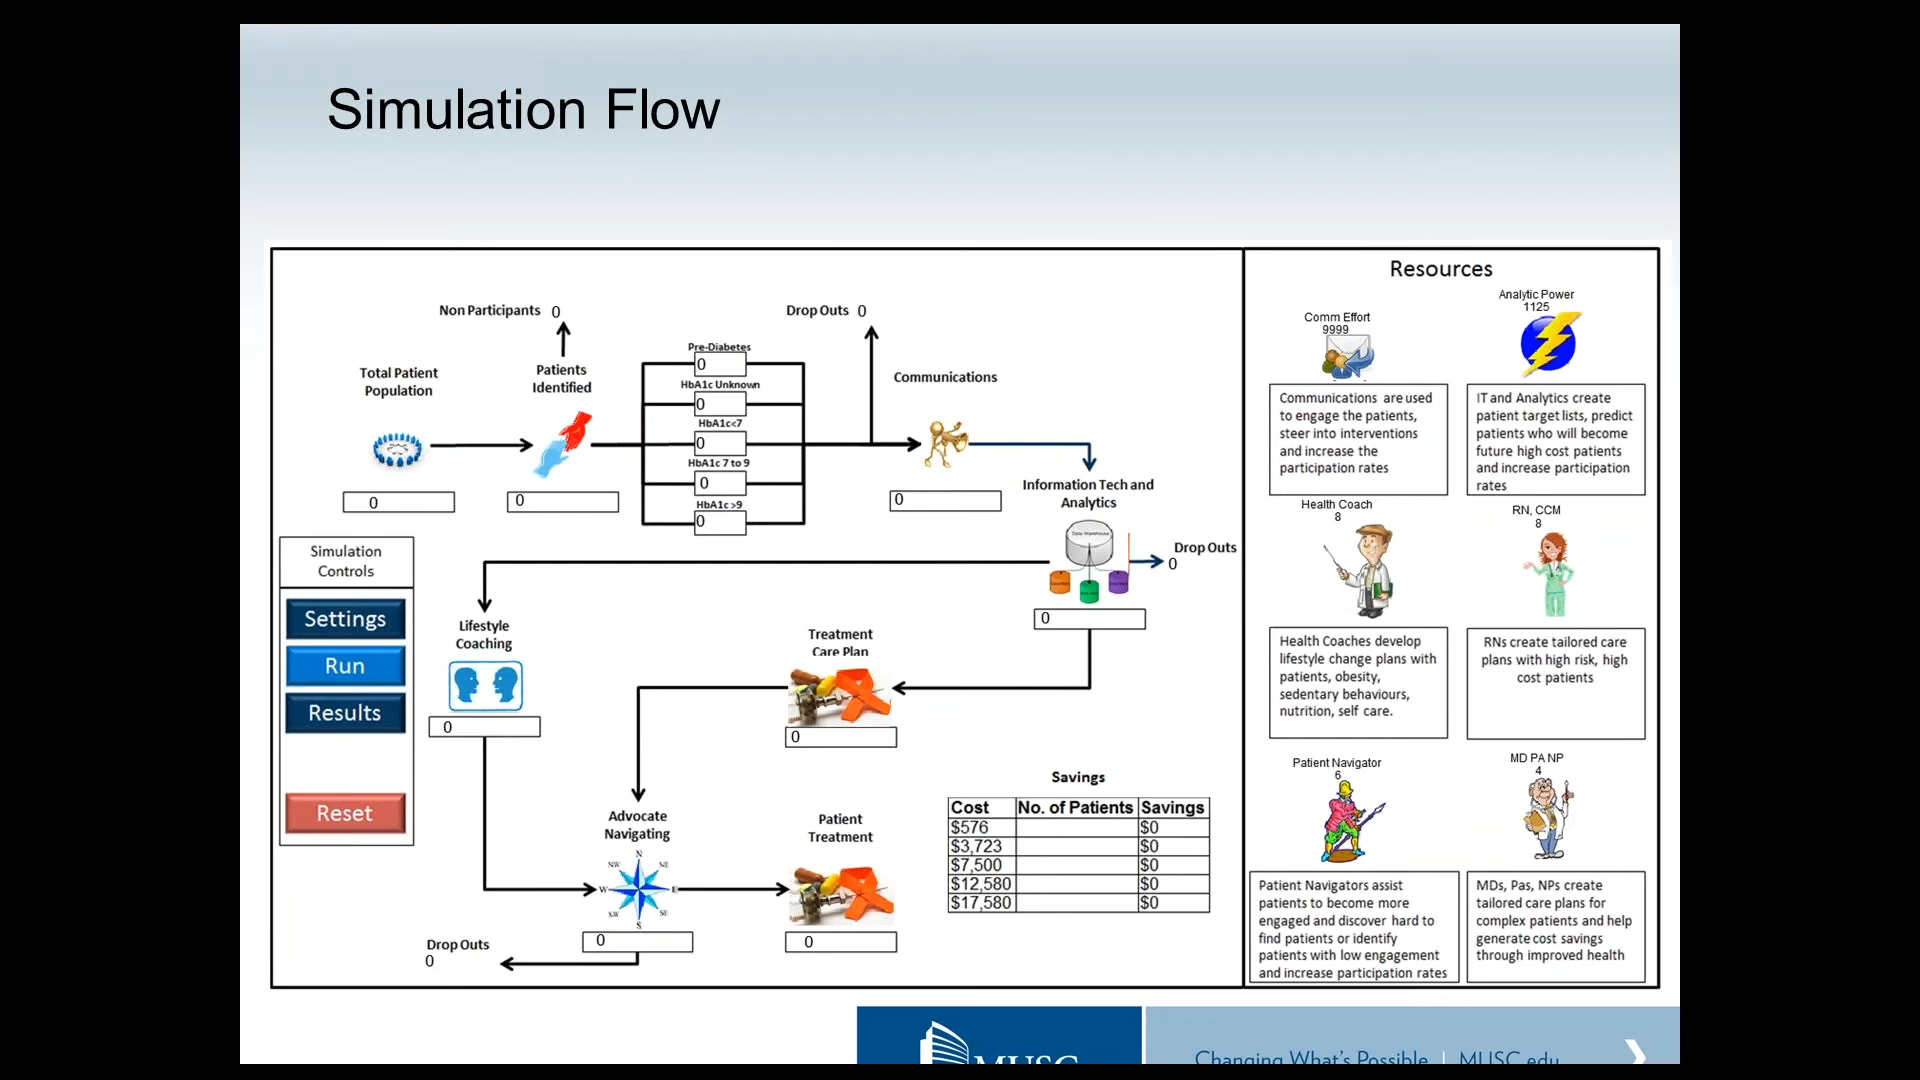 Simulation Flow
Non Participants 0
Drop Outs 0
Total Patient
Population
0
Patients
Identified
0
Pre-Diabetes
0
HbA1c Unknown
0
HbA1c<7
0
HbA1c 7 to 9
0
HbA1c >9
0
Communications
0
Information Tech and
Analytics
Data Warehouse
0
Drop Outs
0
Simulation
Controls
Settings
Run
Results
Reset
Lifestyle
Coaching
0
Treatment
Care Plan
0
Advocate
Navigating
N
NW
NE
W
E
SW
SE
S
0
Patient
Treatment
0
Drop Outs
0
Savings
Cost No. of Patients Savings
$576 $0
$3,723 $0
$7,500 $0
$12,580 $0
$17,580 $0
Resources
Comm Effort
9999
Communications are used
to engage the patients,
steer into interventions
and increase the
participation rates
Analytic Power
1125
IT and Analytics create
patient target lists, predict
patients who will become
future high cost patients
and increase participation
rates
Health Coach
8
Health Coaches develop
lifestyle change plans with
patients, obesity,
sedentary behaviours,
nutrition, self care.
RN, CCM
8
RNs create tailored care
plans with high risk, high
cost patients
Patient Navigator
6
Patient Navigators assist
patients to become more
engaged and discover hard to
find patients or identify
patients with low engagement
and increase participation rates
MD PA NP
4
MDs, Pas, NPs create
tailored care plans for
complex patients and help
generate cost savings
through improved health
MUSC
Changing What's Possible | MUSC.edu